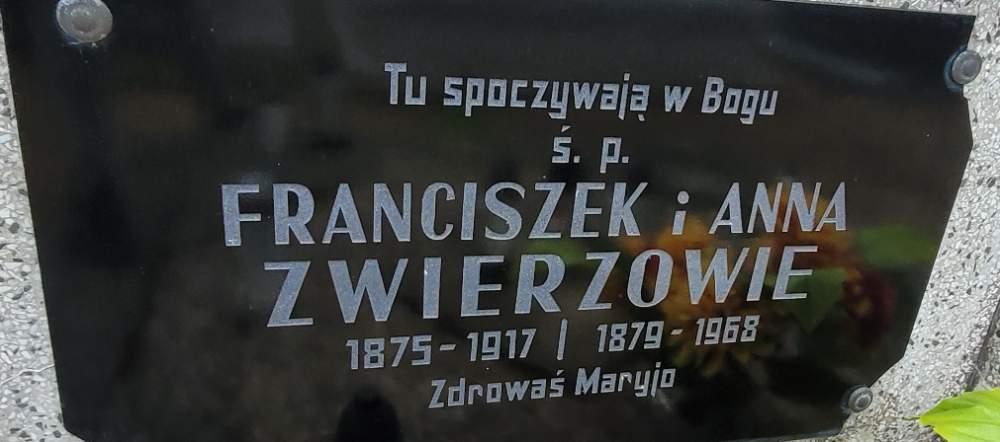 Tu spoczywają w Bogu
ś. p.
FRANCISZEK i ANNA
ZWIERZOWIE
1875-1917 | 1879-1968
Zdrowaś Maryjo